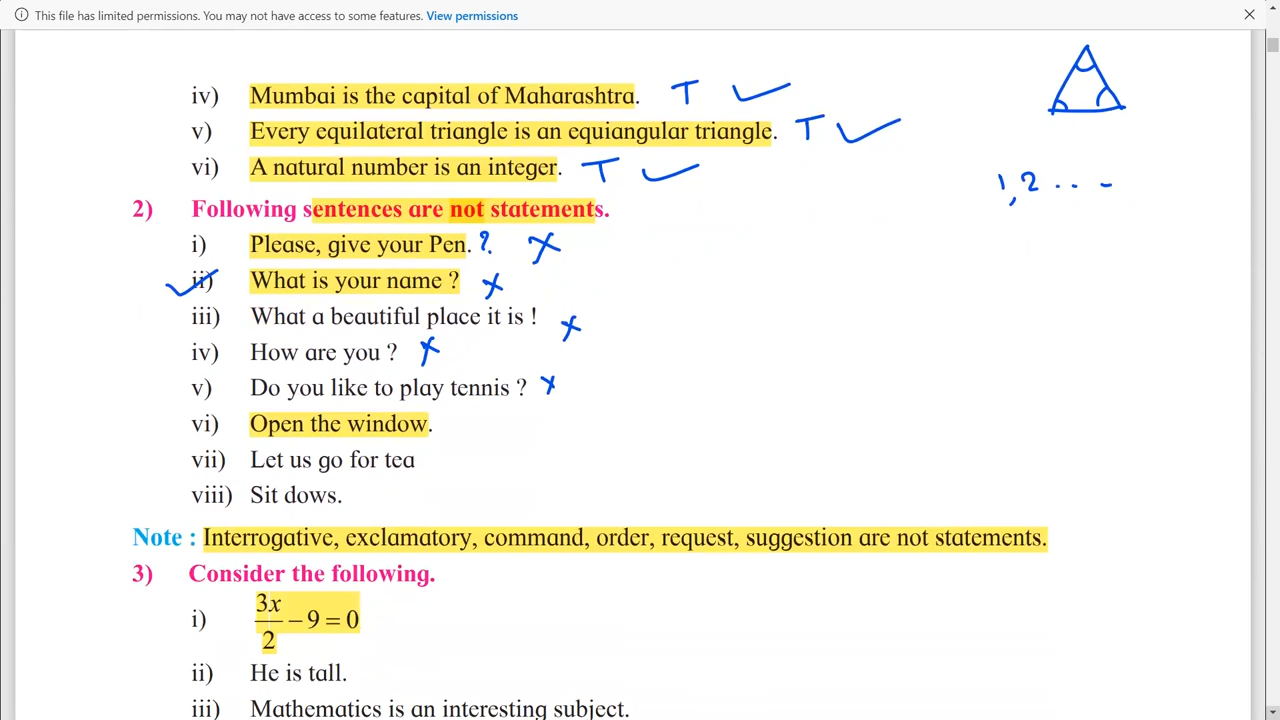 This file has limited permissions. You may not have access to some features. View permissions
iv) Mumbai is the capital of Maharashtra. T ✓
v) Every equilateral triangle is an equiangular triangle. T ✓
vi) A natural number is an integer. T ✓
1, 2 . . . -
2) Following sentences are not statements.
i) Please, give your Pen. ? ×
ii) What is your name ? ×
iii) What a beautiful place it is ! ×
iv) How are you ? ×
v) Do you like to play tennis ? ×
vi) Open the window.
vii) Let us go for tea
viii) Sit dows.
Note : Interrogative, exclamatory, command, order, request, suggestion are not statements.
3) Consider the following.
i) 3x/2 – 9 = 0
ii) He is tall.
iii) Mathematics is an interesting subject.